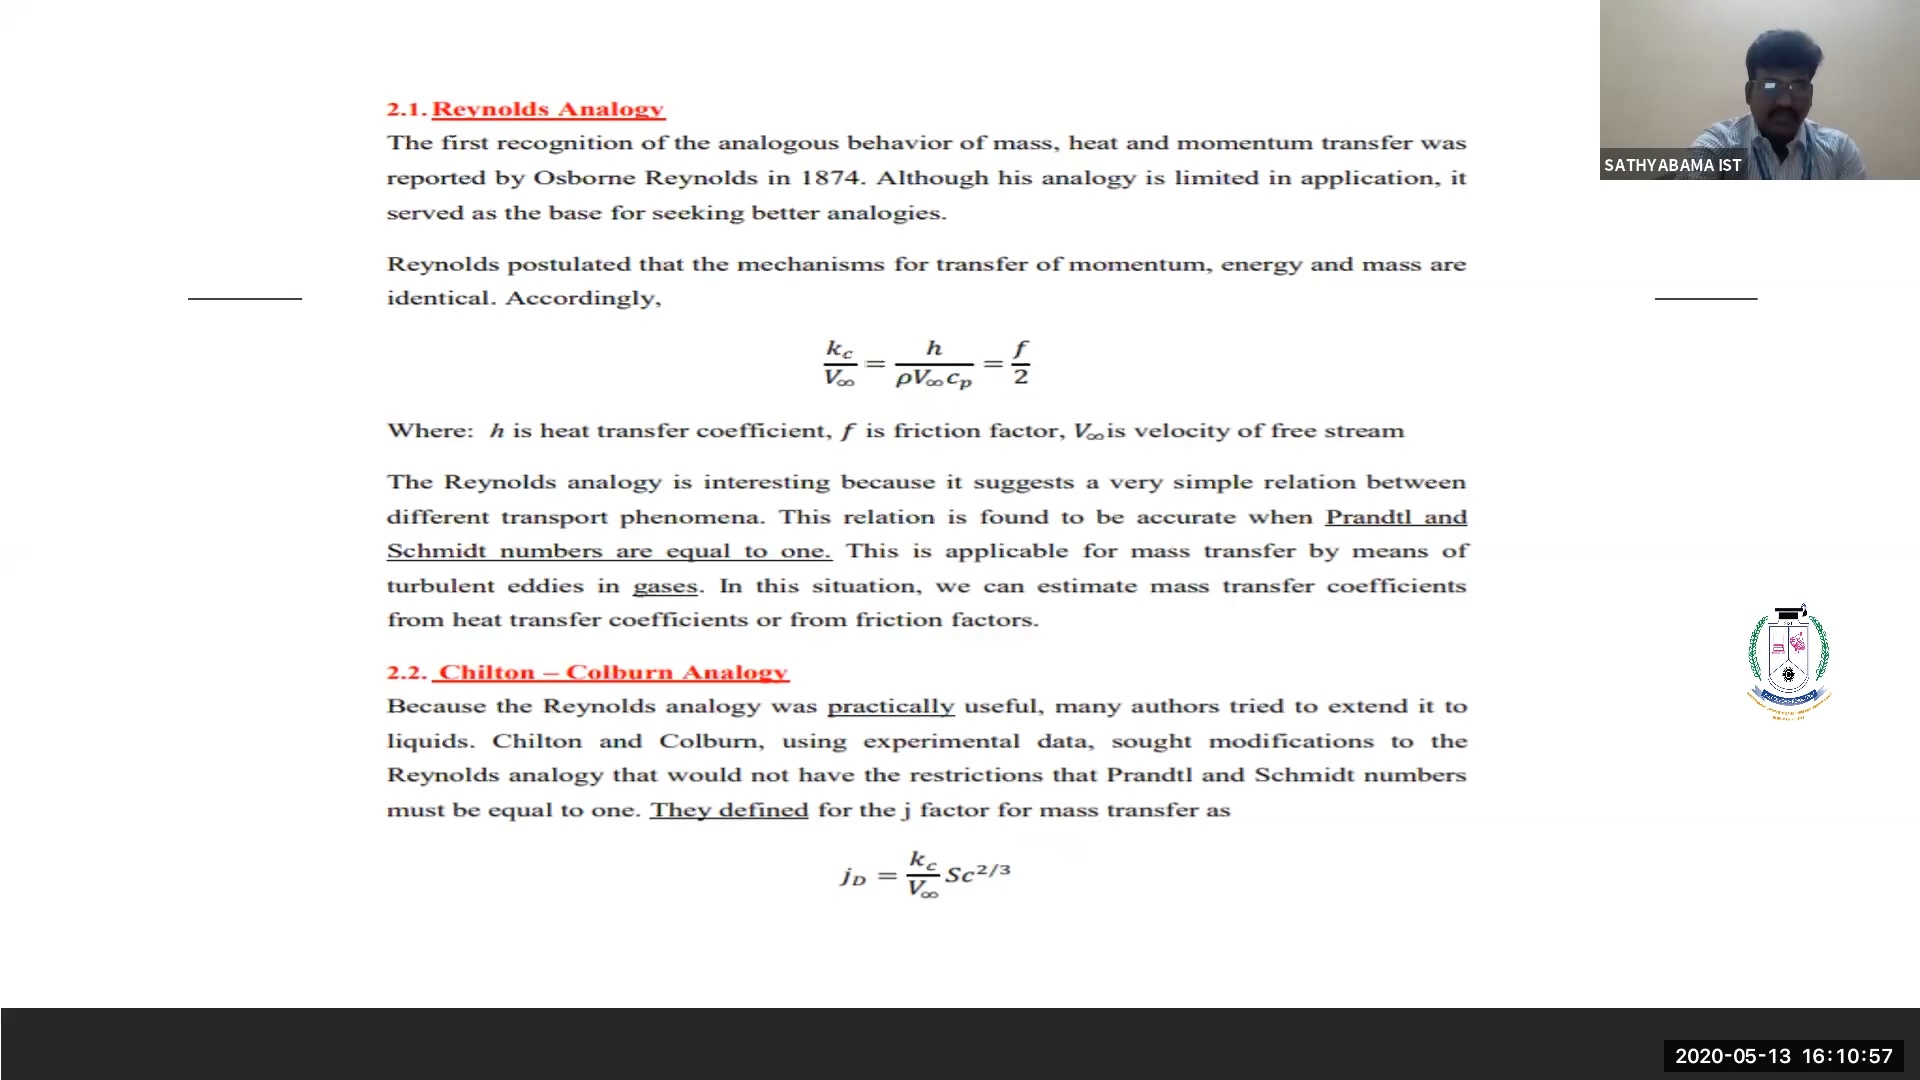 2.1. Reynolds Analogy
The first recognition of the analogous behavior of mass, heat and momentum transfer was
reported by Osborne Reynolds in 1874. Although his analogy is limited in application, it
served as the base for seeking better analogies.
Reynolds postulated that the mechanisms for transfer of momentum, energy and mass are
identical. Accordingly,
k_c/V_∞ = h/(ρV_∞ c_p) = f/2
Where: h is heat transfer coefficient, f is friction factor, V_∞ is velocity of free stream
The Reynolds analogy is interesting because it suggests a very simple relation between
different transport phenomena. This relation is found to be accurate when Prandtl and
Schmidt numbers are equal to one. This is applicable for mass transfer by means of
turbulent eddies in gases. In this situation, we can estimate mass transfer coefficients
from heat transfer coefficients or from friction factors.
2.2. Chilton – Colburn Analogy
Because the Reynolds analogy was practically useful, many authors tried to extend it to
liquids. Chilton and Colburn, using experimental data, sought modifications to the
Reynolds analogy that would not have the restrictions that Prandtl and Schmidt numbers
must be equal to one. They defined for the j factor for mass transfer as
j_D = k_c/V_∞ Sc^2/3
SATHYABAMA IST
2020-05-13 16:10:57